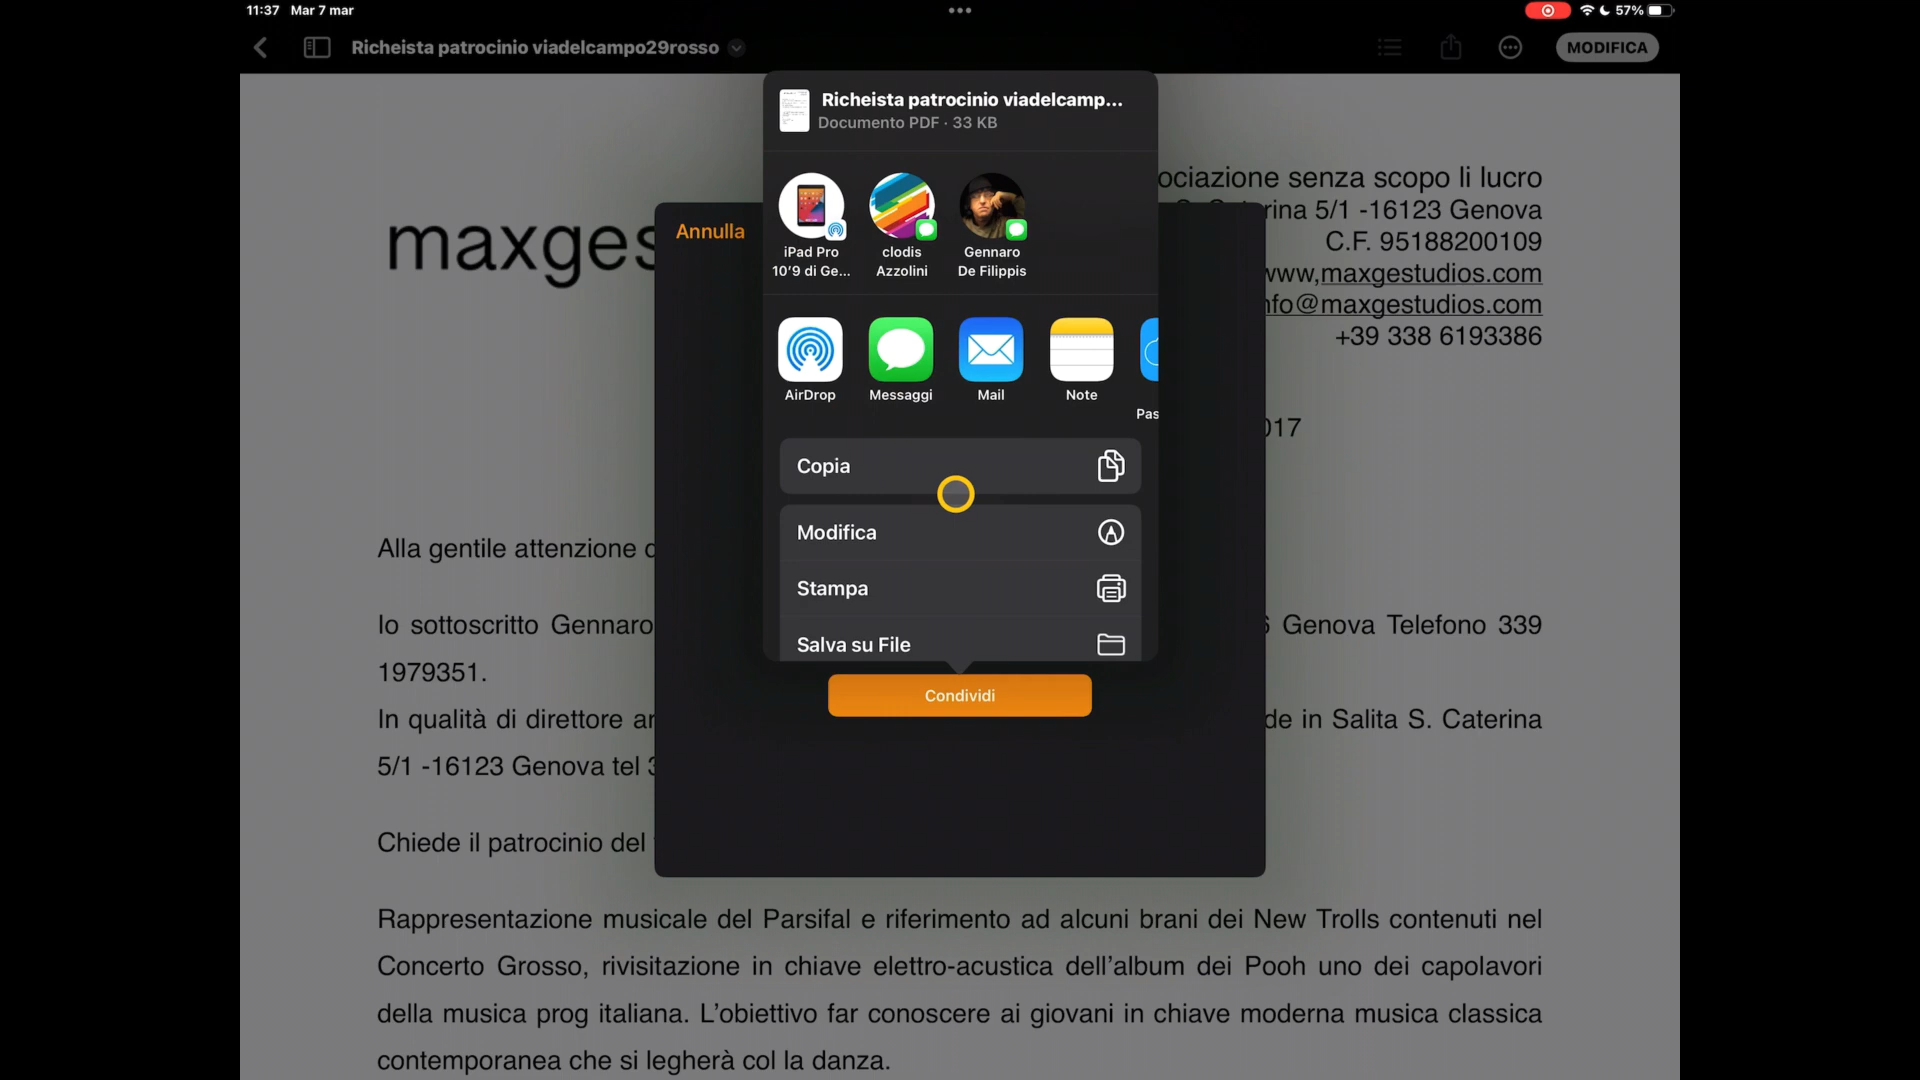 11:37 Mar 7 mar
57%
Richeista patrocinio viadelcampo29rosso
MODIFICA
Richeista patrocinio viadelcamp...
Documento PDF · 33 KB
iPad Pro
10'9 di Ge...
clodis
Azzolini
Gennaro
De Filippis
AirDrop
Messaggi
Mail
Note
Pas
Copia
Modifica
Stampa
Salva su File
Condividi
Annulla
maxges
ociazione senza scopo li lucro
rina 5/1 -16123 Genova
C.F. 95188200109
www,maxgestudios.com
nfo@maxgestudios.com
+39 338 6193386
017
Alla gentile attenzione
Io sottoscritto Gennaro
Genova Telefono 339
1979351.
In qualità di direttore ar
de in Salita S. Caterina
5/1 -16123 Genova tel 3
Chiede il patrocinio del
Rappresentazione musicale del Parsifal e riferimento ad alcuni brani dei New Trolls contenuti nel
Concerto Grosso, rivisitazione in chiave elettro-acustica dell'album dei Pooh uno dei capolavori
della musica prog italiana. L'obiettivo far conoscere ai giovani in chiave moderna musica classica
contemporanea che si legherà col la danza.